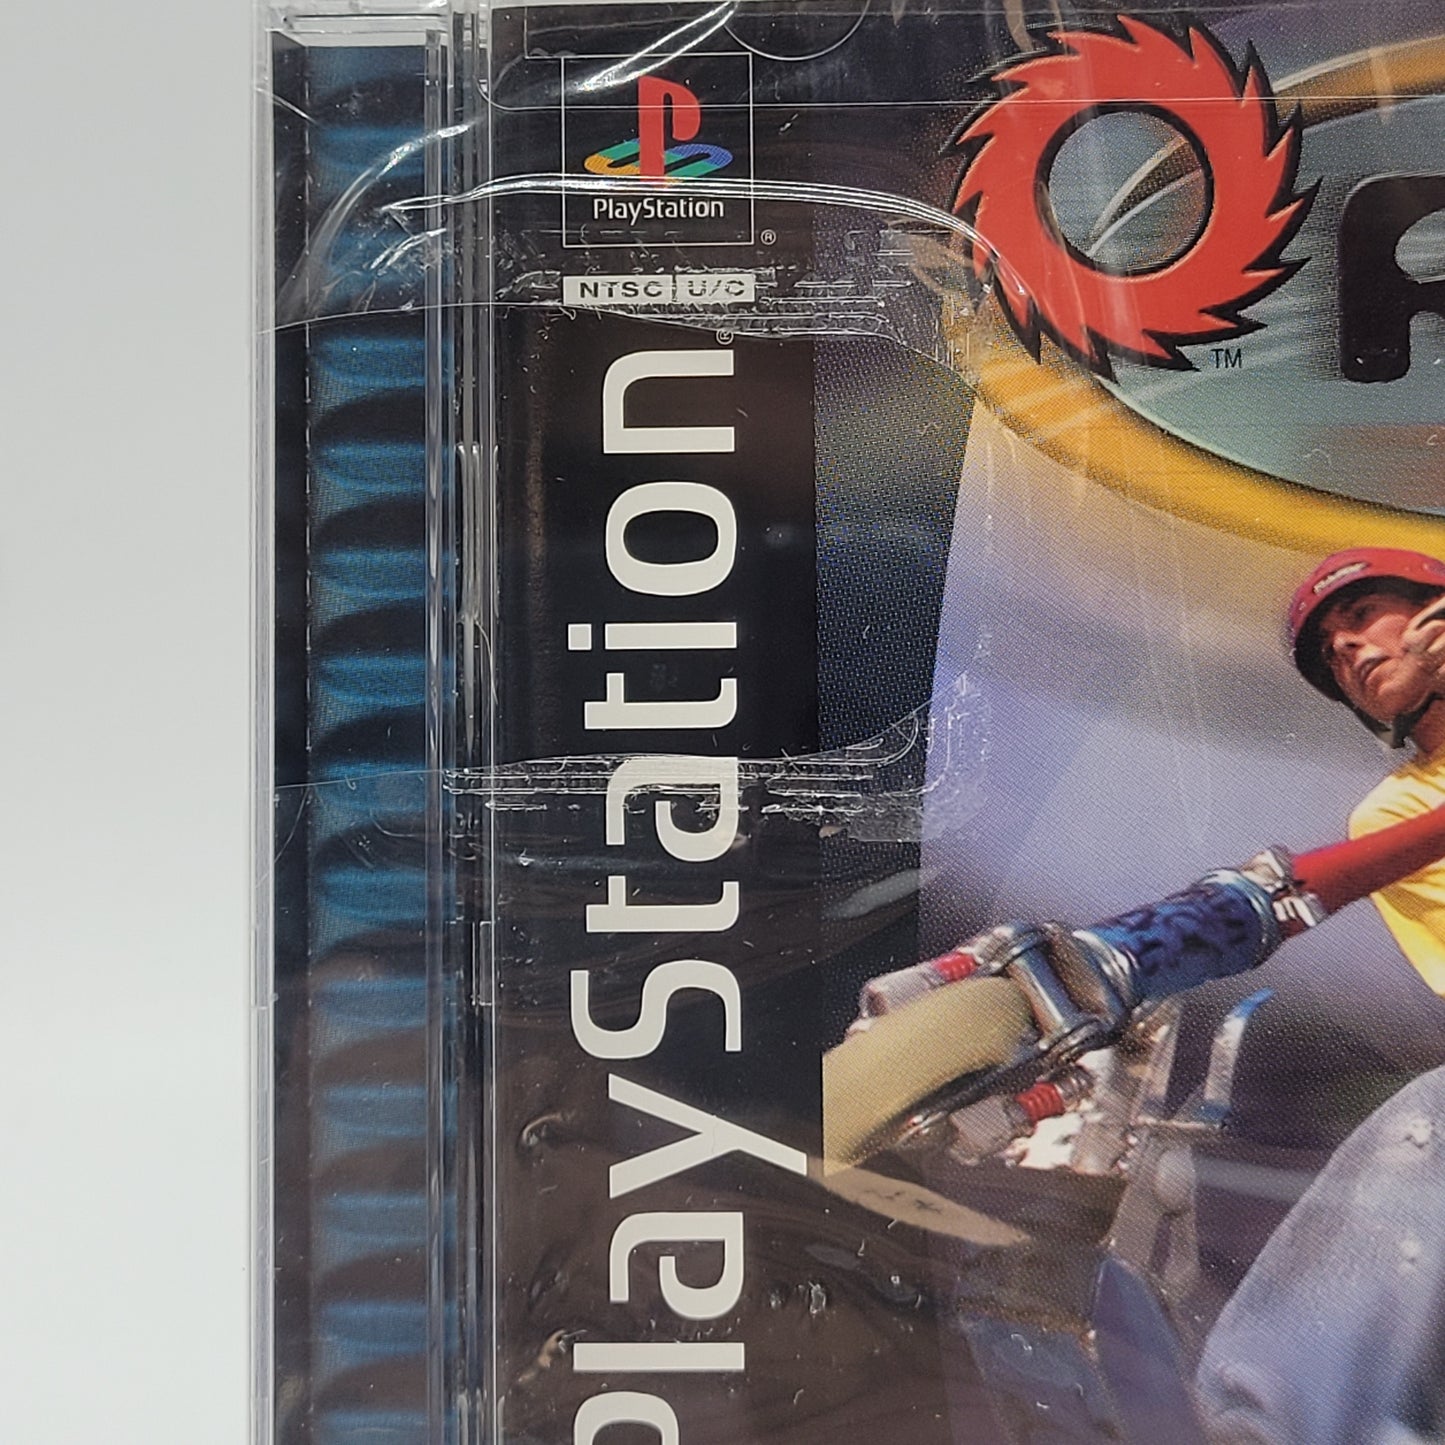 PlayStation
®
NTSC U/C
PlayStation®
TM
R